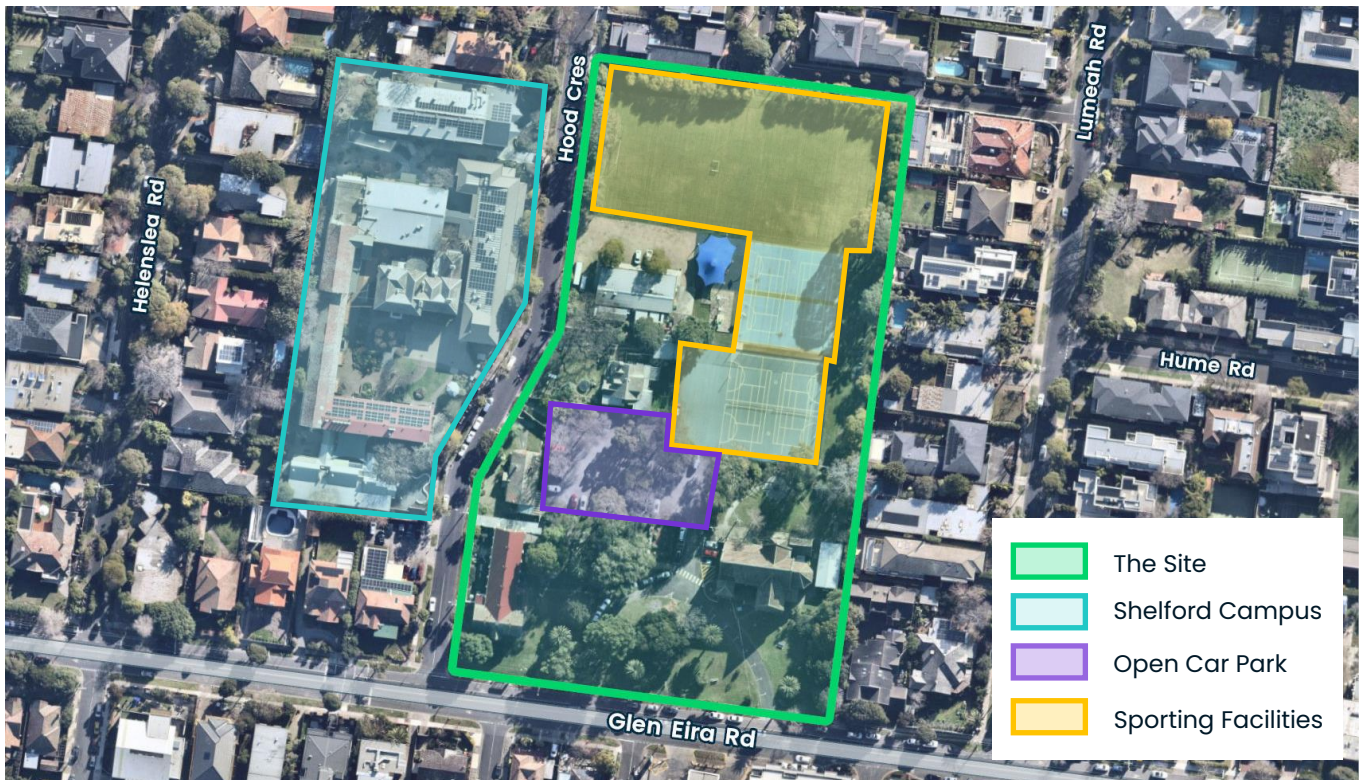 Hood Cres
Lumeah Rd
Helenslea Rd
Hume Rd
Glen Eira Rd
The Site
Shelford Campus
Open Car Park
Sporting Facilities